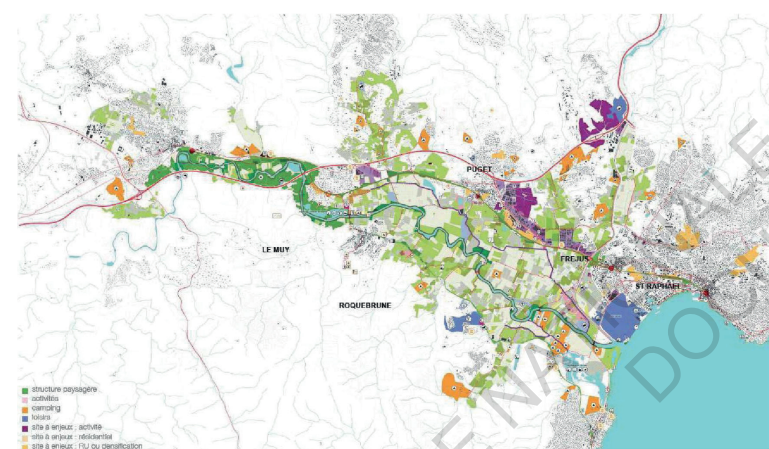 PUGET
LE MUY
FREJUS
ST RAPHAEL
ROQUEBRUNE
structure paysagère
activités
camping
loisirs
site à enjeux : activité
site à enjeux : résidentiel
site à enjeux : RU ou densification